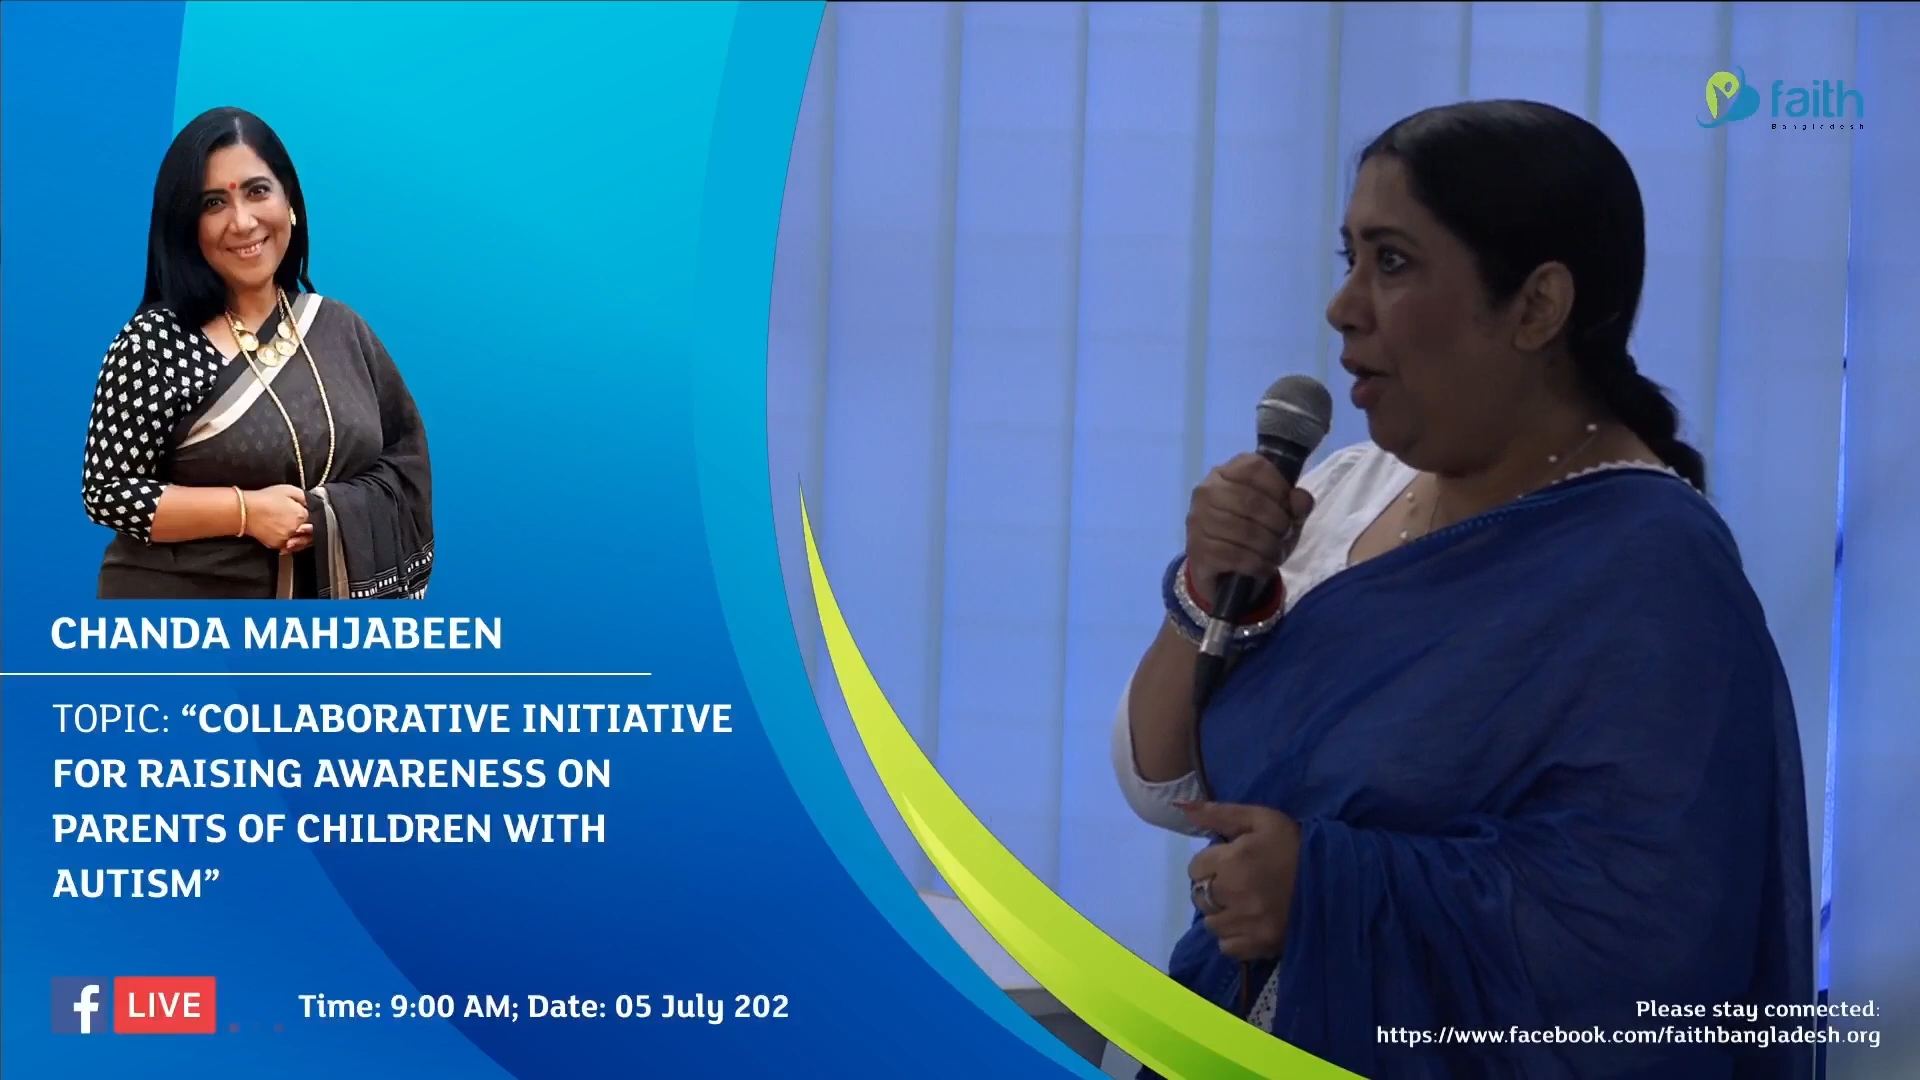 faith
Bangladesh
CHANDA MAHJABEEN
TOPIC: “COLLABORATIVE INITIATIVE
FOR RAISING AWARENESS ON
PARENTS OF CHILDREN WITH
AUTISM”
f LIVE
Time: 9:00 AM; Date: 05 July 202
Please stay connected:
https://www.facebook.com/faithbangladesh.org